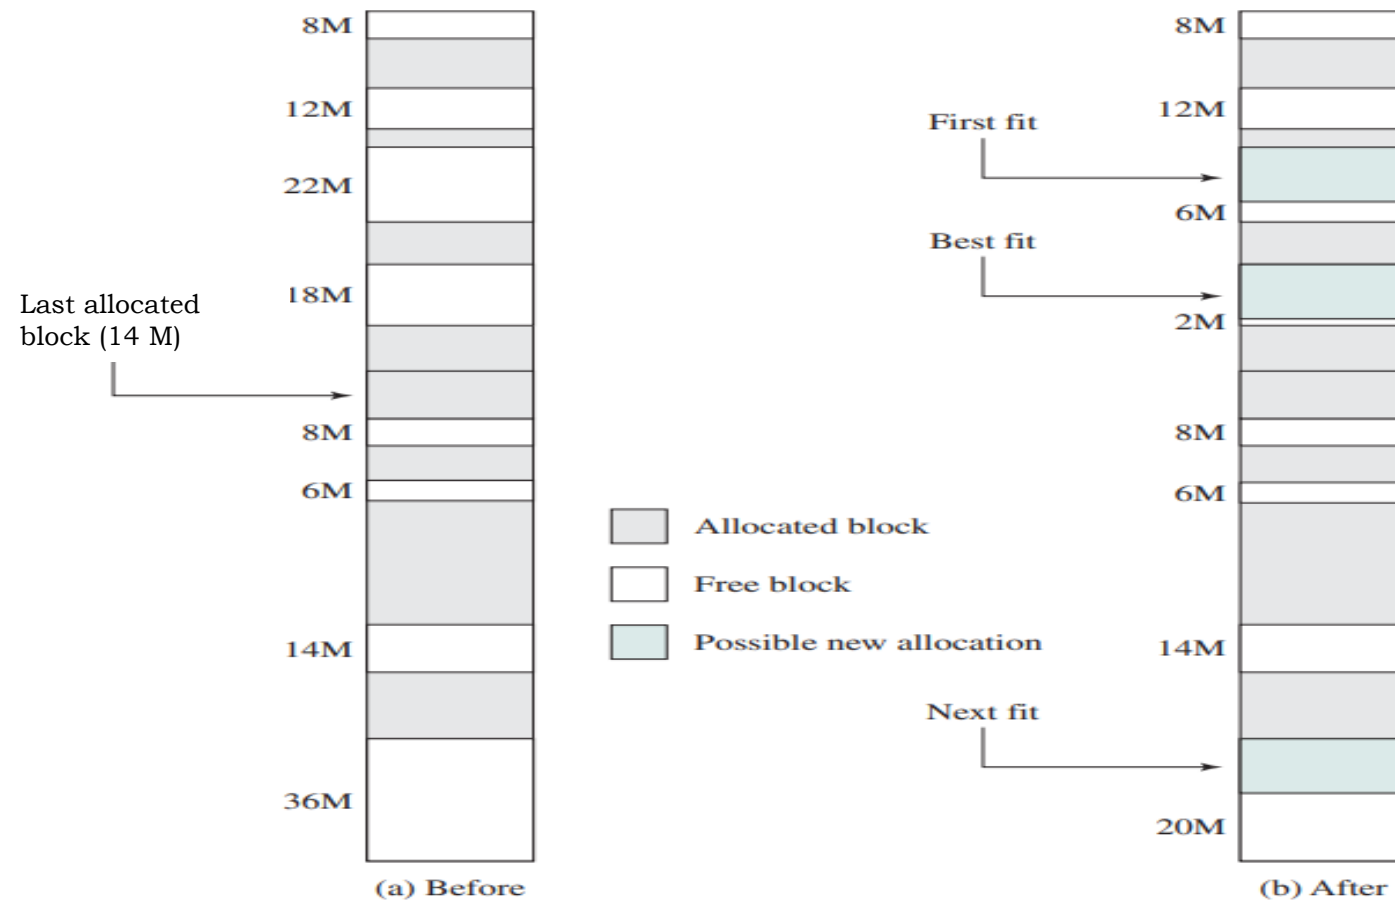 8M
12M
22M
18M
Last allocated
block (14 M)
8M
6M
14M
36M
(a) Before
Allocated block
Free block
Possible new allocation
8M
12M
First fit
6M
Best fit
2M
8M
6M
14M
Next fit
20M
(b) After